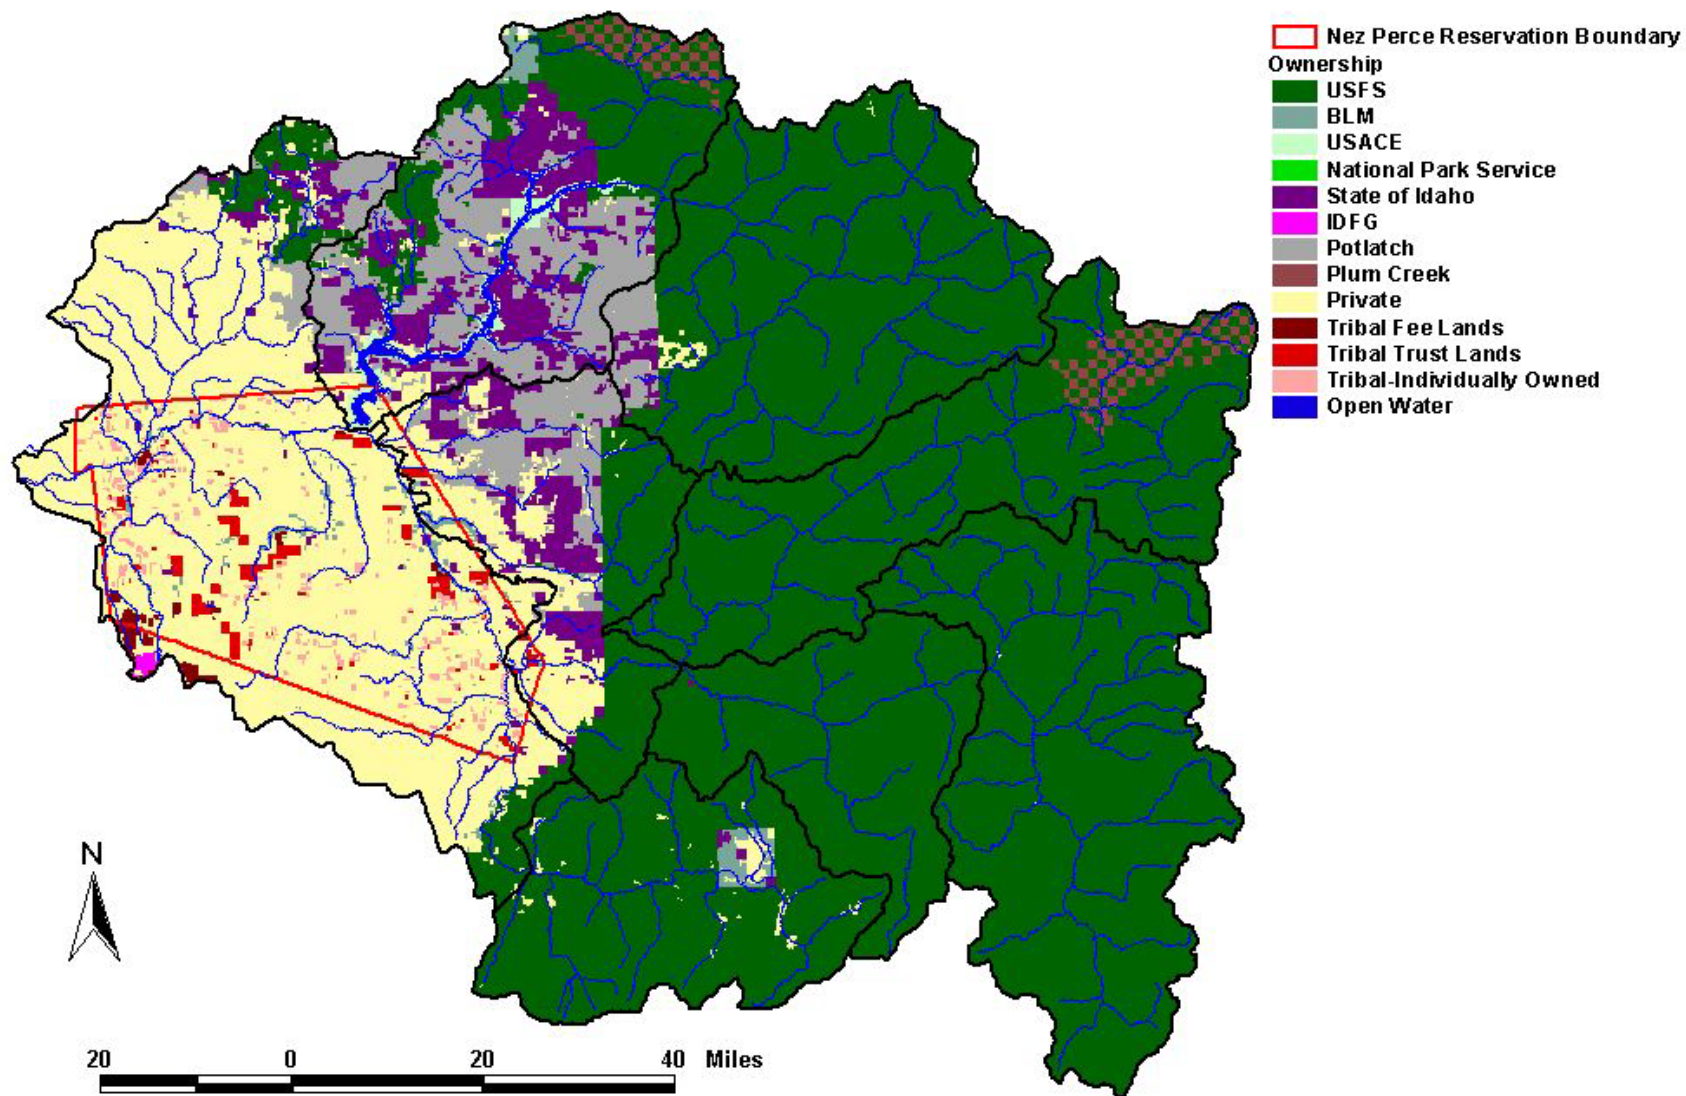 Nez Perce Reservation Boundary
Ownership
USFS
BLM
USACE
National Park Service
State of Idaho
IDFG
Potlatch
Plum Creek
Private
Tribal Fee Lands
Tribal Trust Lands
Tribal-Individually Owned
Open Water
N
20 0 20 40 Miles